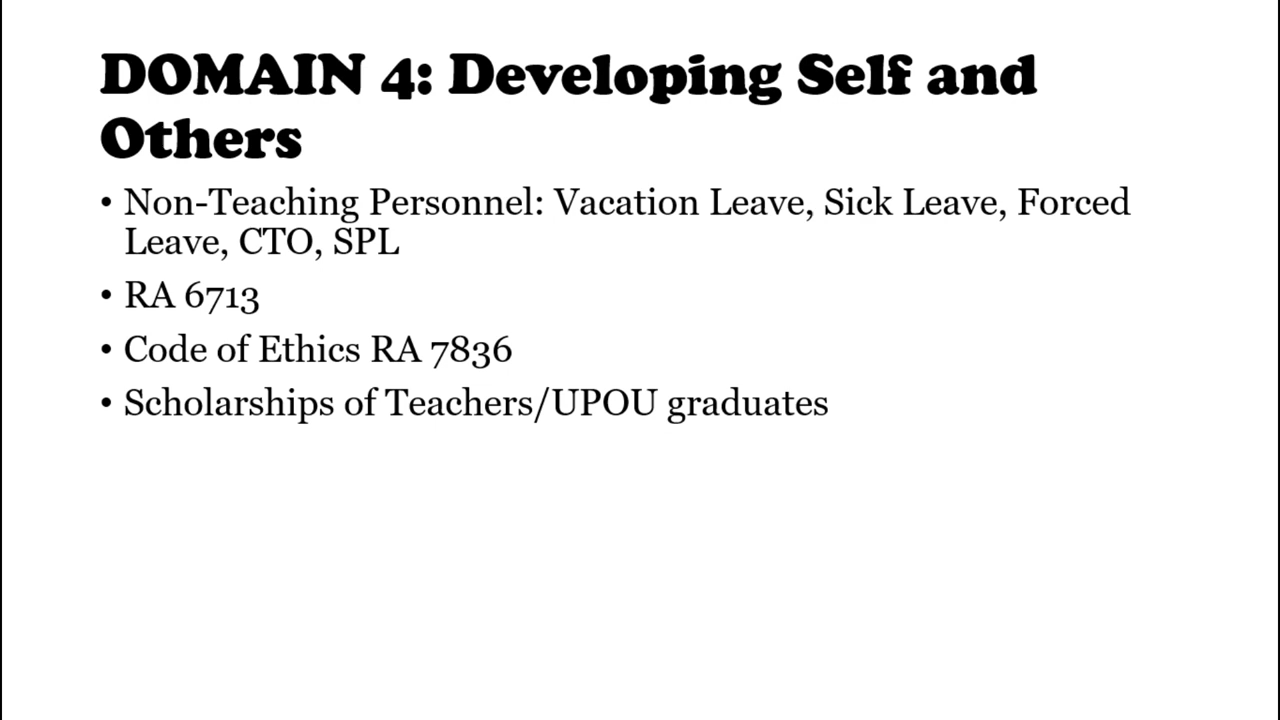 DOMAIN 4: Developing Self and
Others
• Non-Teaching Personnel: Vacation Leave, Sick Leave, Forced
Leave, CTO, SPL
• RA 6713
• Code of Ethics RA 7836
• Scholarships of Teachers/UPOU graduates